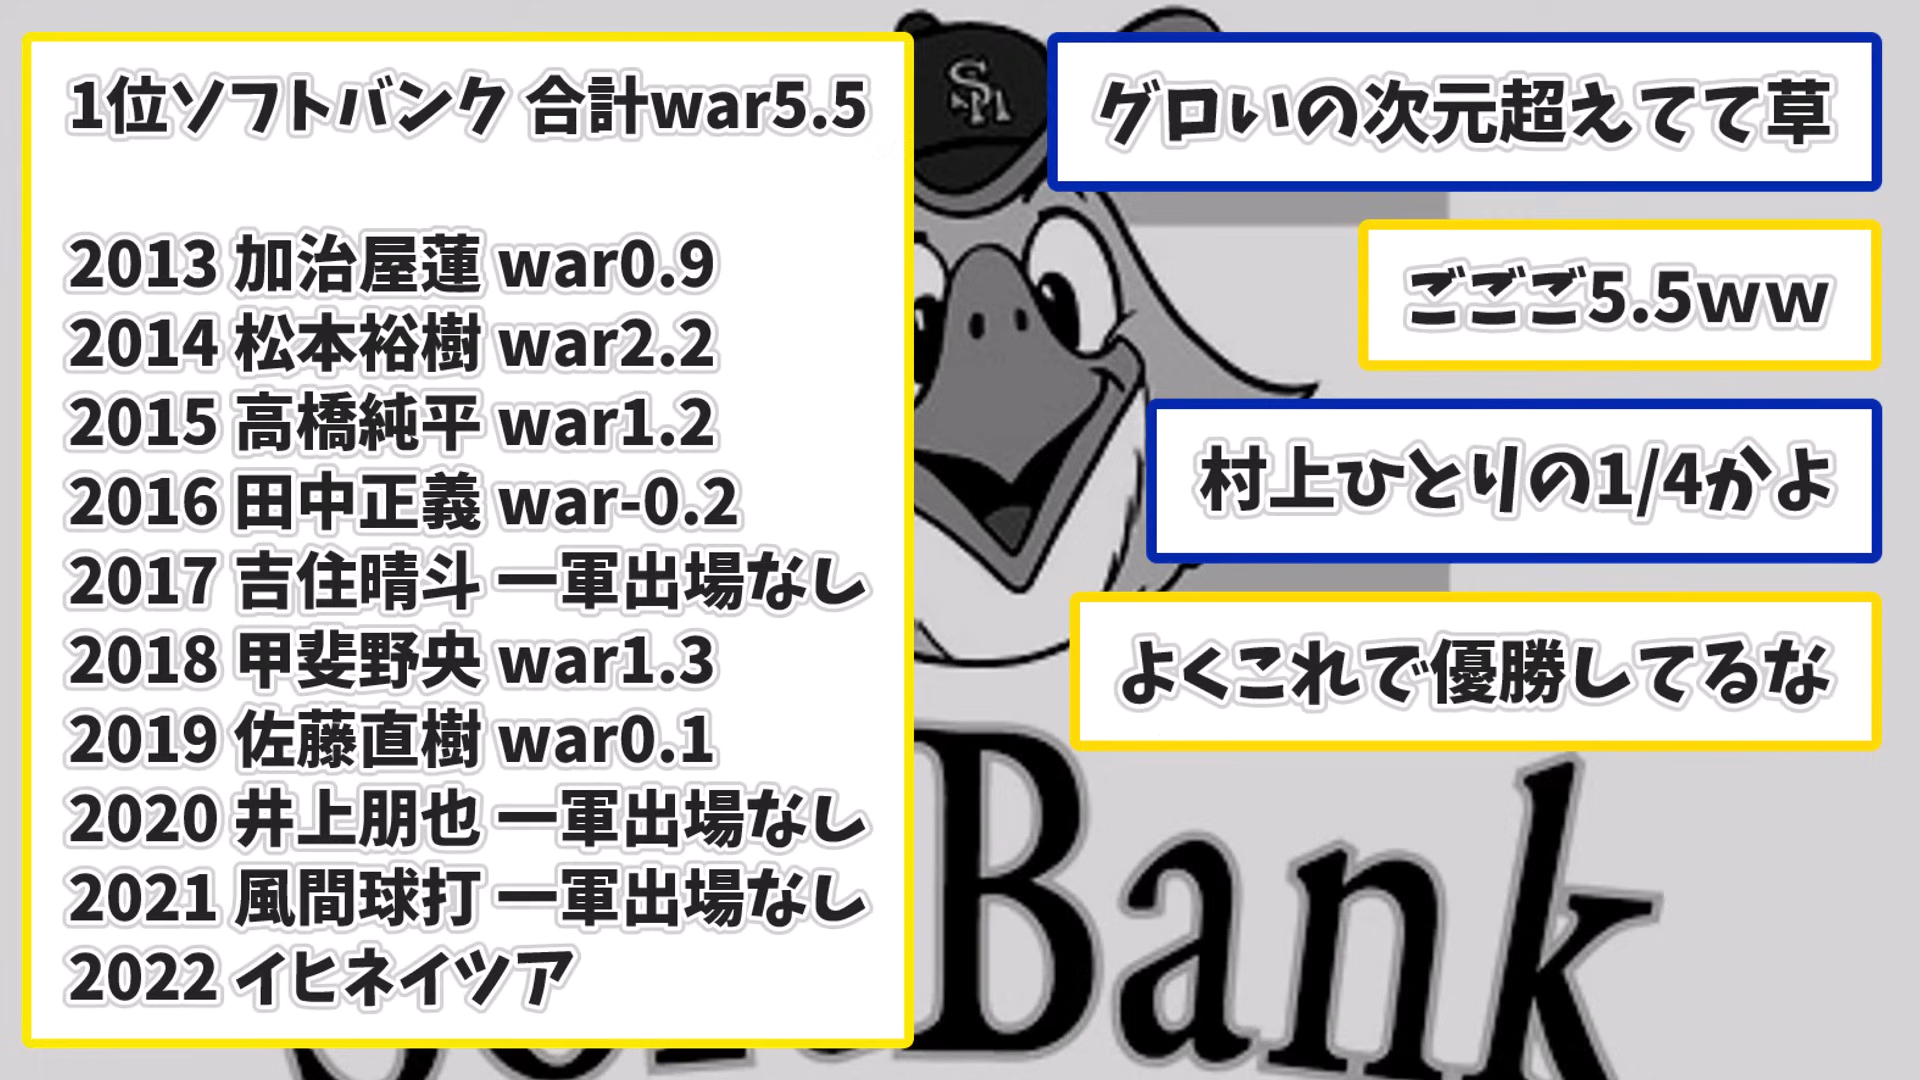 1位ソフトバンク 合計war5.5
2013 加治屋蓮 war0.9
2014 松本裕樹 war2.2
2015 高橋純平 war1.2
2016 田中正義 war-0.2
2017 吉住晴斗 一軍出場なし
2018 甲斐野央 war1.3
2019 佐藤直樹 war0.1
2020 井上朋也 一軍出場なし
2021 風間球打 一軍出場なし
2022 イヒネイツア
グロいの次元超えてて草
ごごご5.5ww
村上ひとりの1/4かよ
よくこれで優勝してるな
SH
Bank